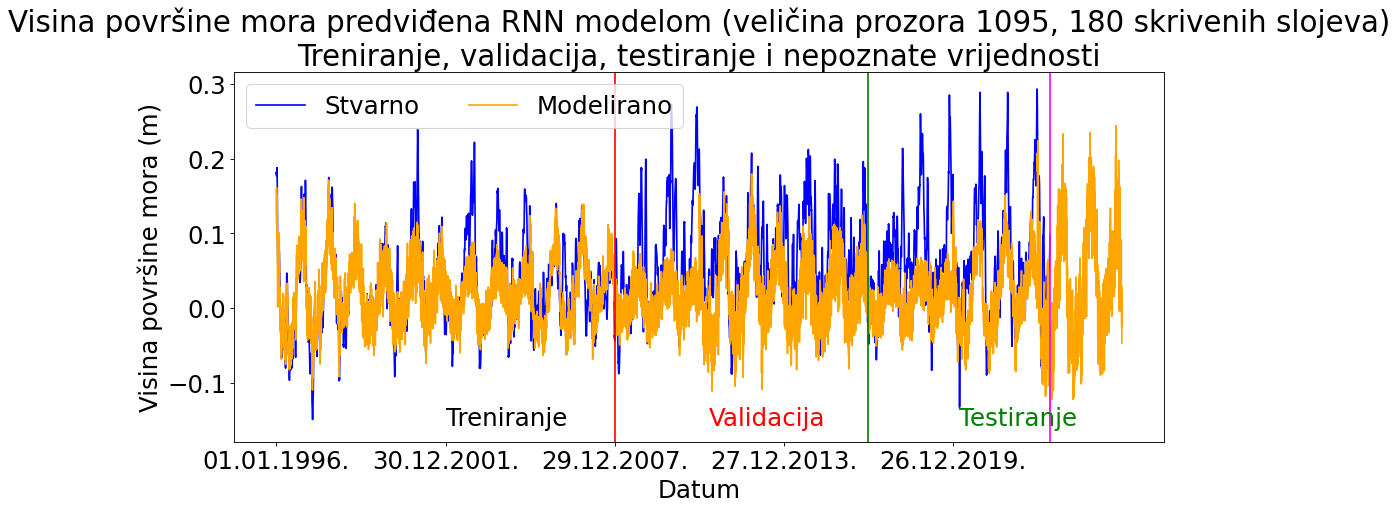 Visina površine mora predviđena RNN modelom (veličina prozora 1095, 180 skrivenih slojeva)
Treniranje, validacija, testiranje i nepoznate vrijednosti
Stvarno
Modelirano
Visina površine mora (m)
0.3
0.2
0.1
0.0
−0.1
Treniranje
Validacija
Testiranje
01.01.1996.
30.12.2001.
29.12.2007.
27.12.2013.
26.12.2019.
Datum